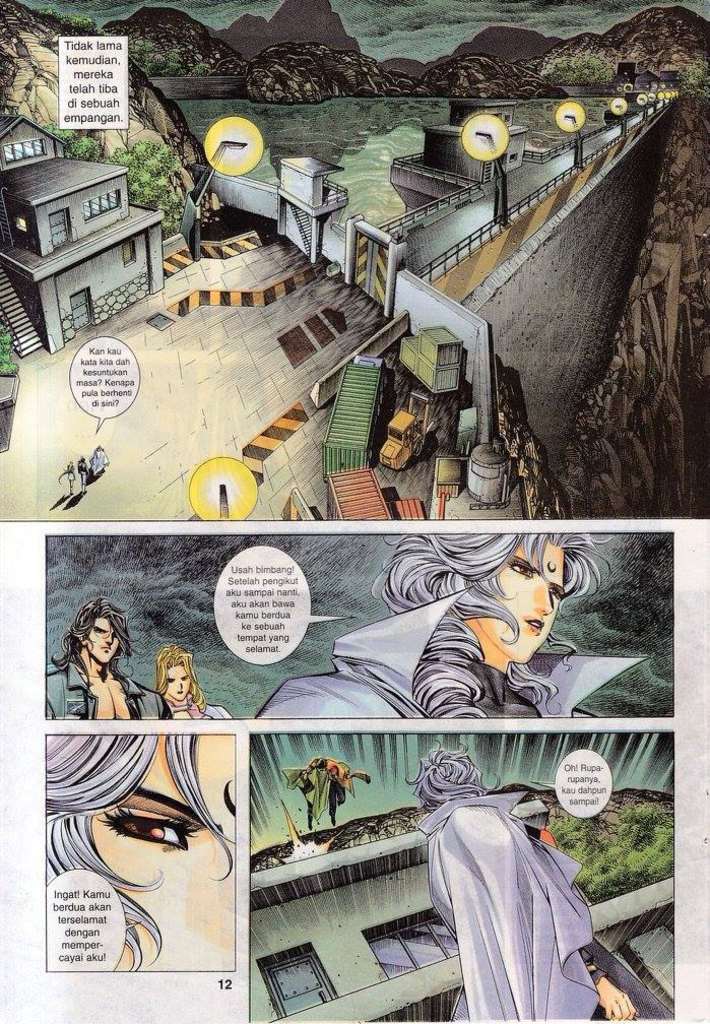 Tidak lama
kemudian,
mereka
telah tiba
di sebuah
empangan.
Kan kau
kata kita dah
kesuntukan
masa? Kenapa
pula berhenti
di sini?
Usah bimbang!
Setelah pengikut
aku sampai nanti,
aku akan bawa
kamu berdua
ke sebuah
tempat yang
selamat.
Ingat! Kamu
berdua akan
terselamat
dengan
memper-
cayai aku!
Oh! Rupa-
rupanya,
kau dahpun
sampai!
12